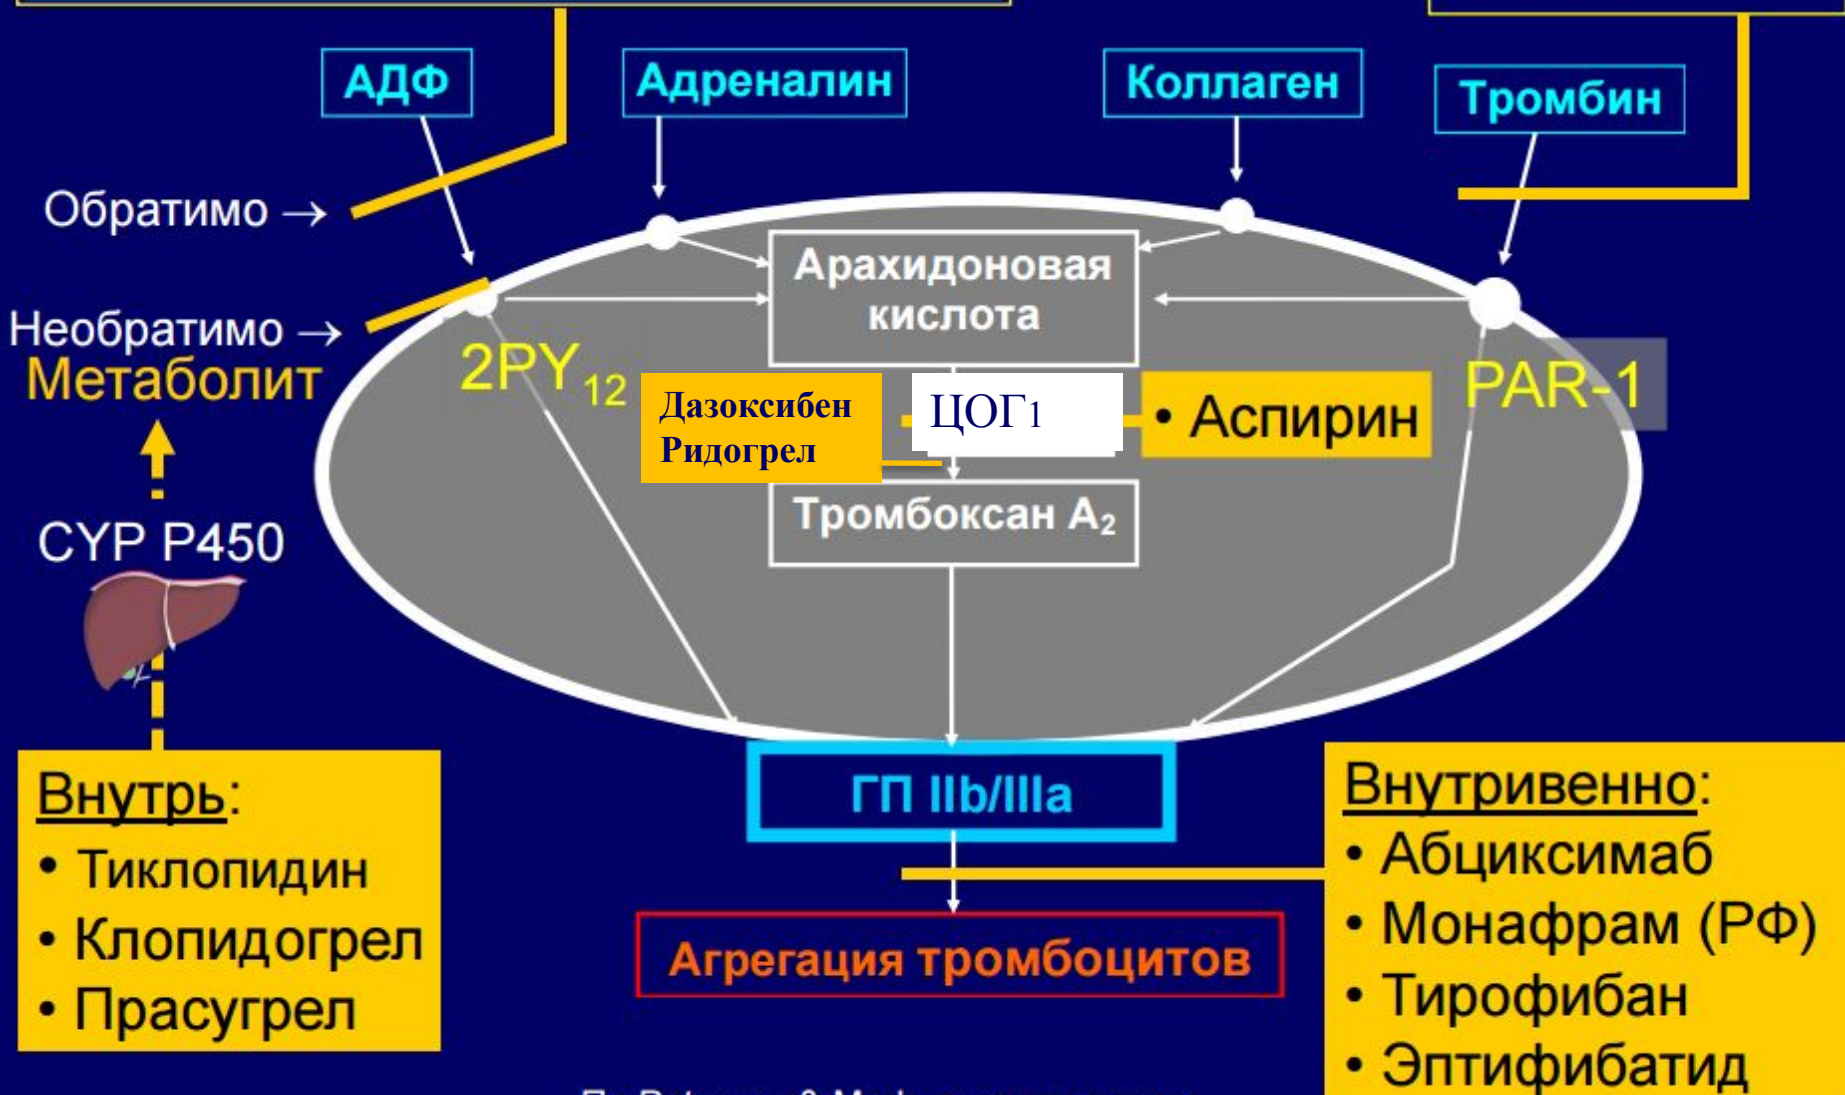 АДФ
Адреналин
Коллаген
Тромбин
Обратимо →
Необратимо →
Метаболит
CYP P450
Арахидоновая
кислота
2PY12
Дазоксибен
Ридогрел
ЦОГ1
• Аспирин
PAR-1
Тромбоксан А2
ГП IIb/IIIa
Агрегация тромбоцитов
Внутрь:
• Тиклопидин
• Клопидогрел
• Прасугрел
Внутривенно:
• Абциксимаб
• Монафрам (РФ)
• Тирофибан
• Эптифибатид